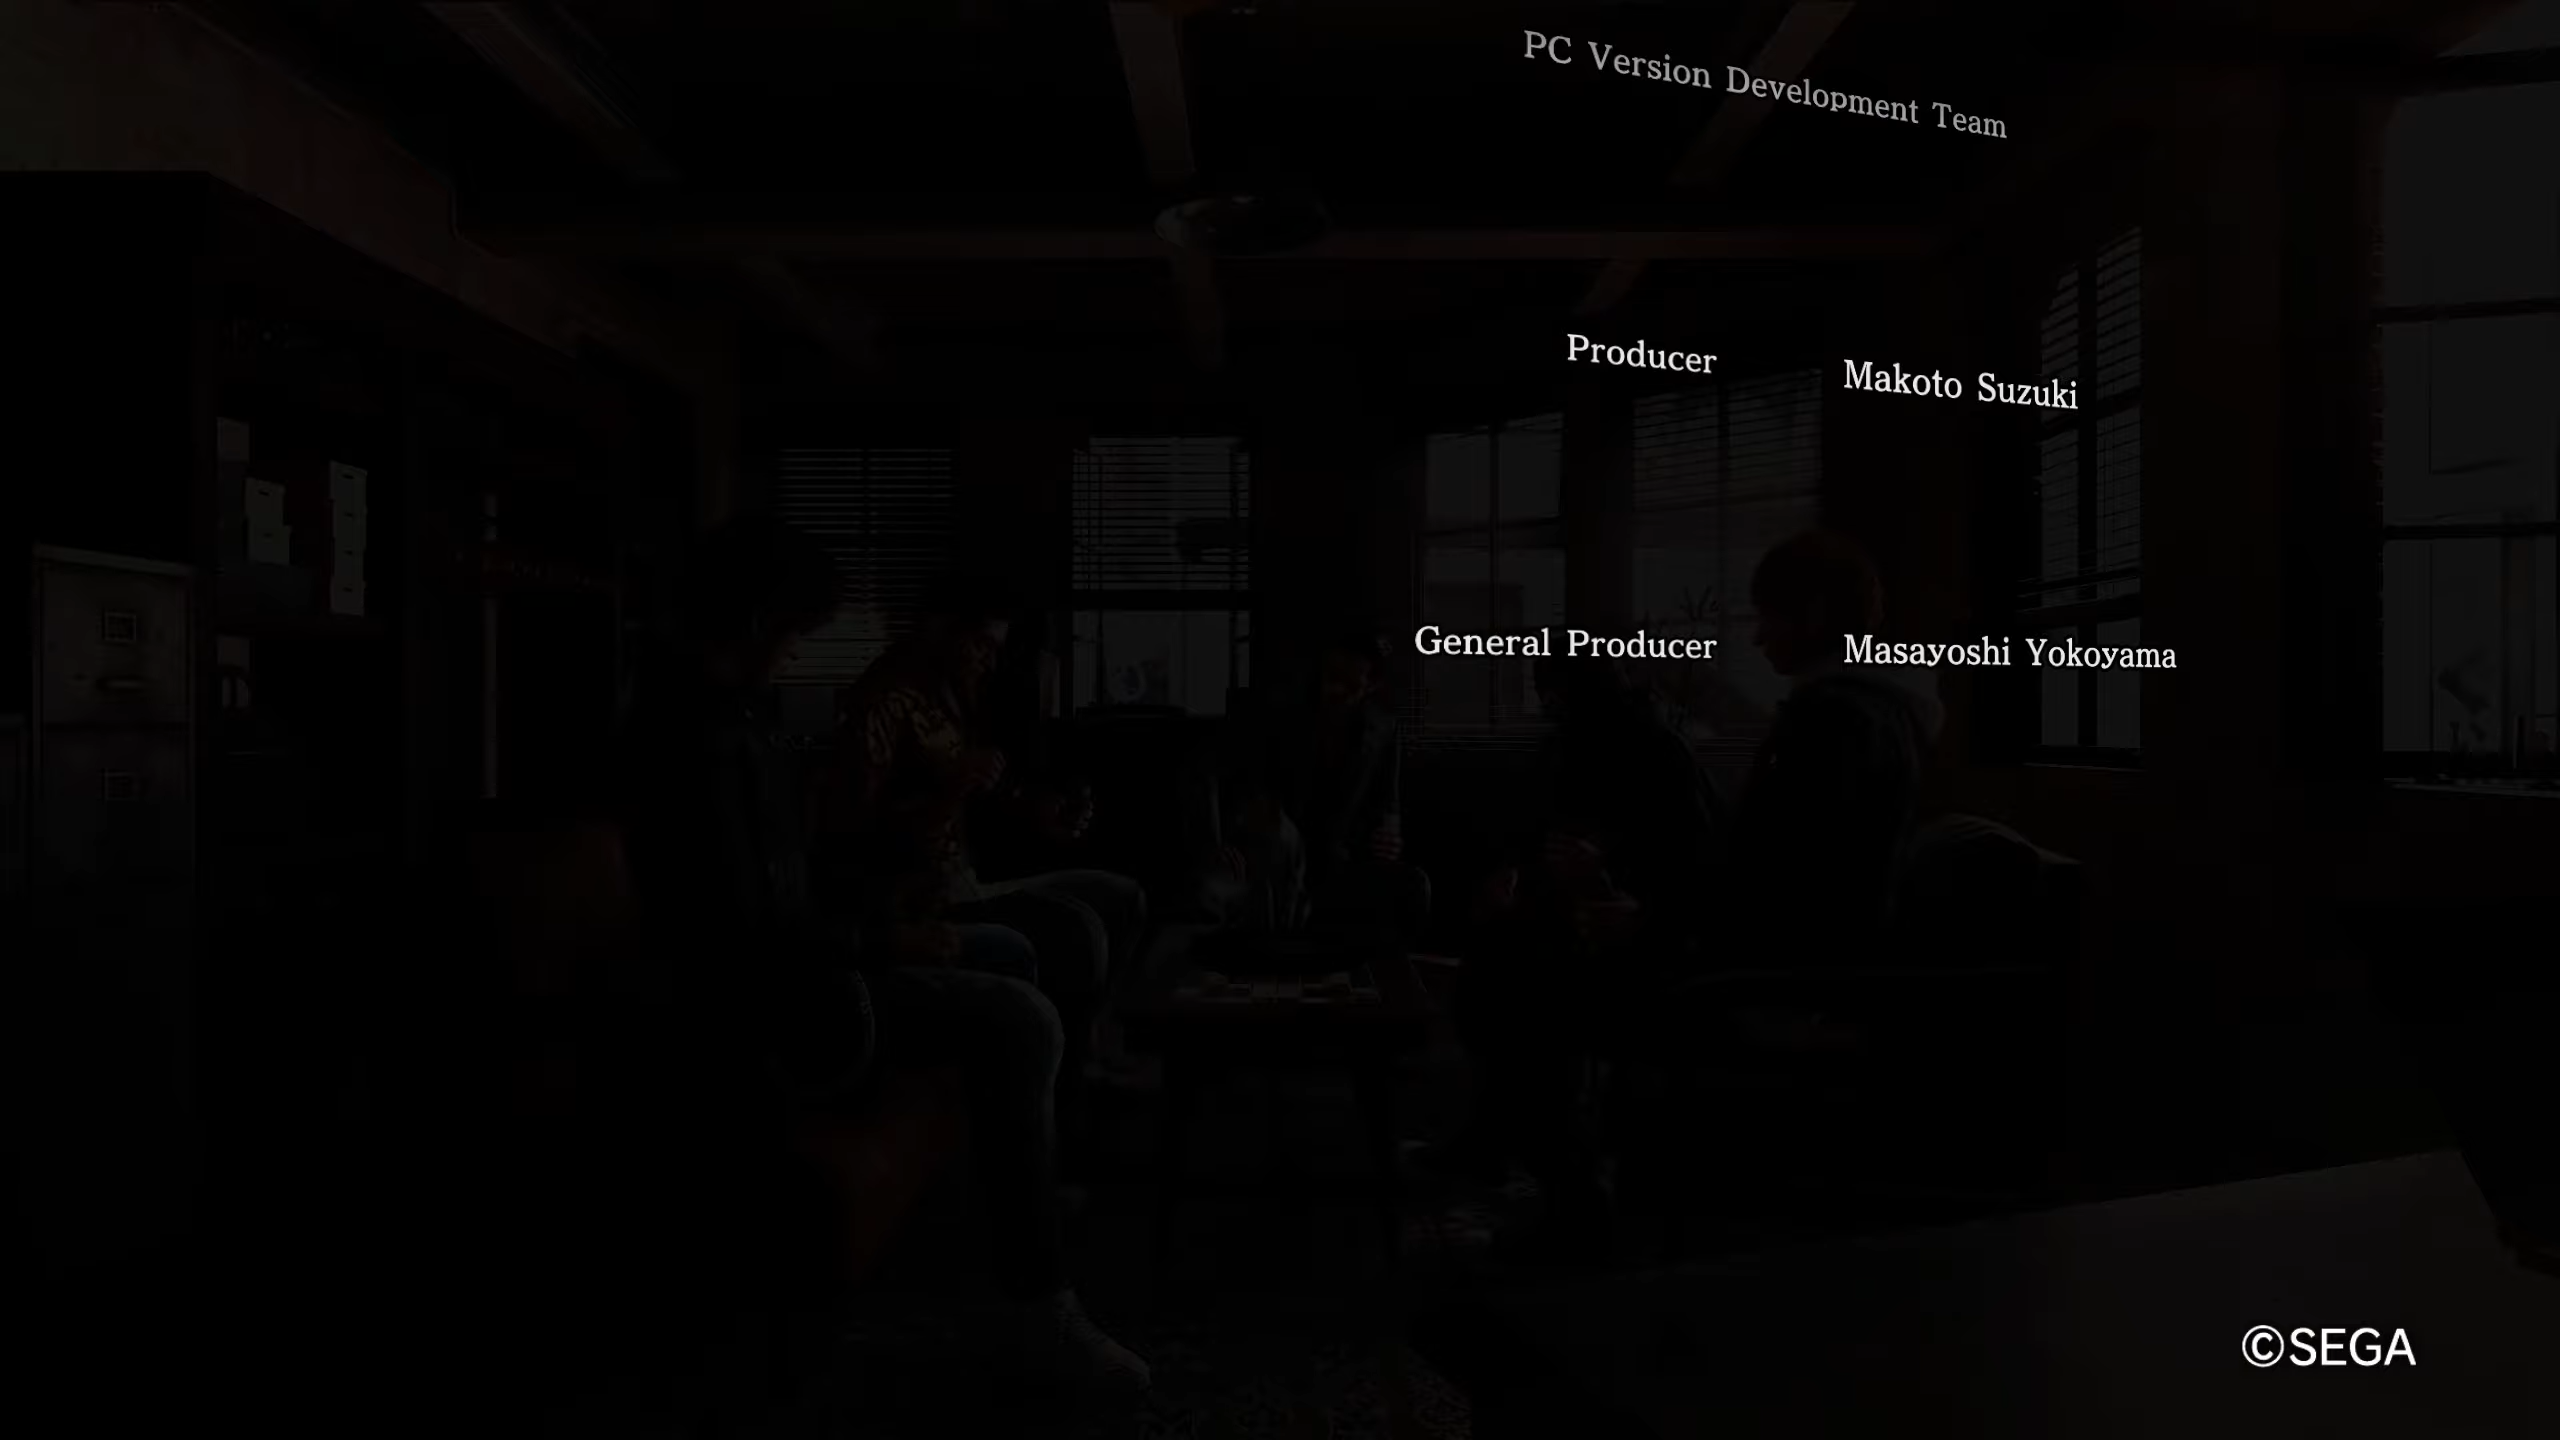 PC Version Development Team
Producer Makoto Suzuki
General Producer Masayoshi Yokoyama
©SEGA